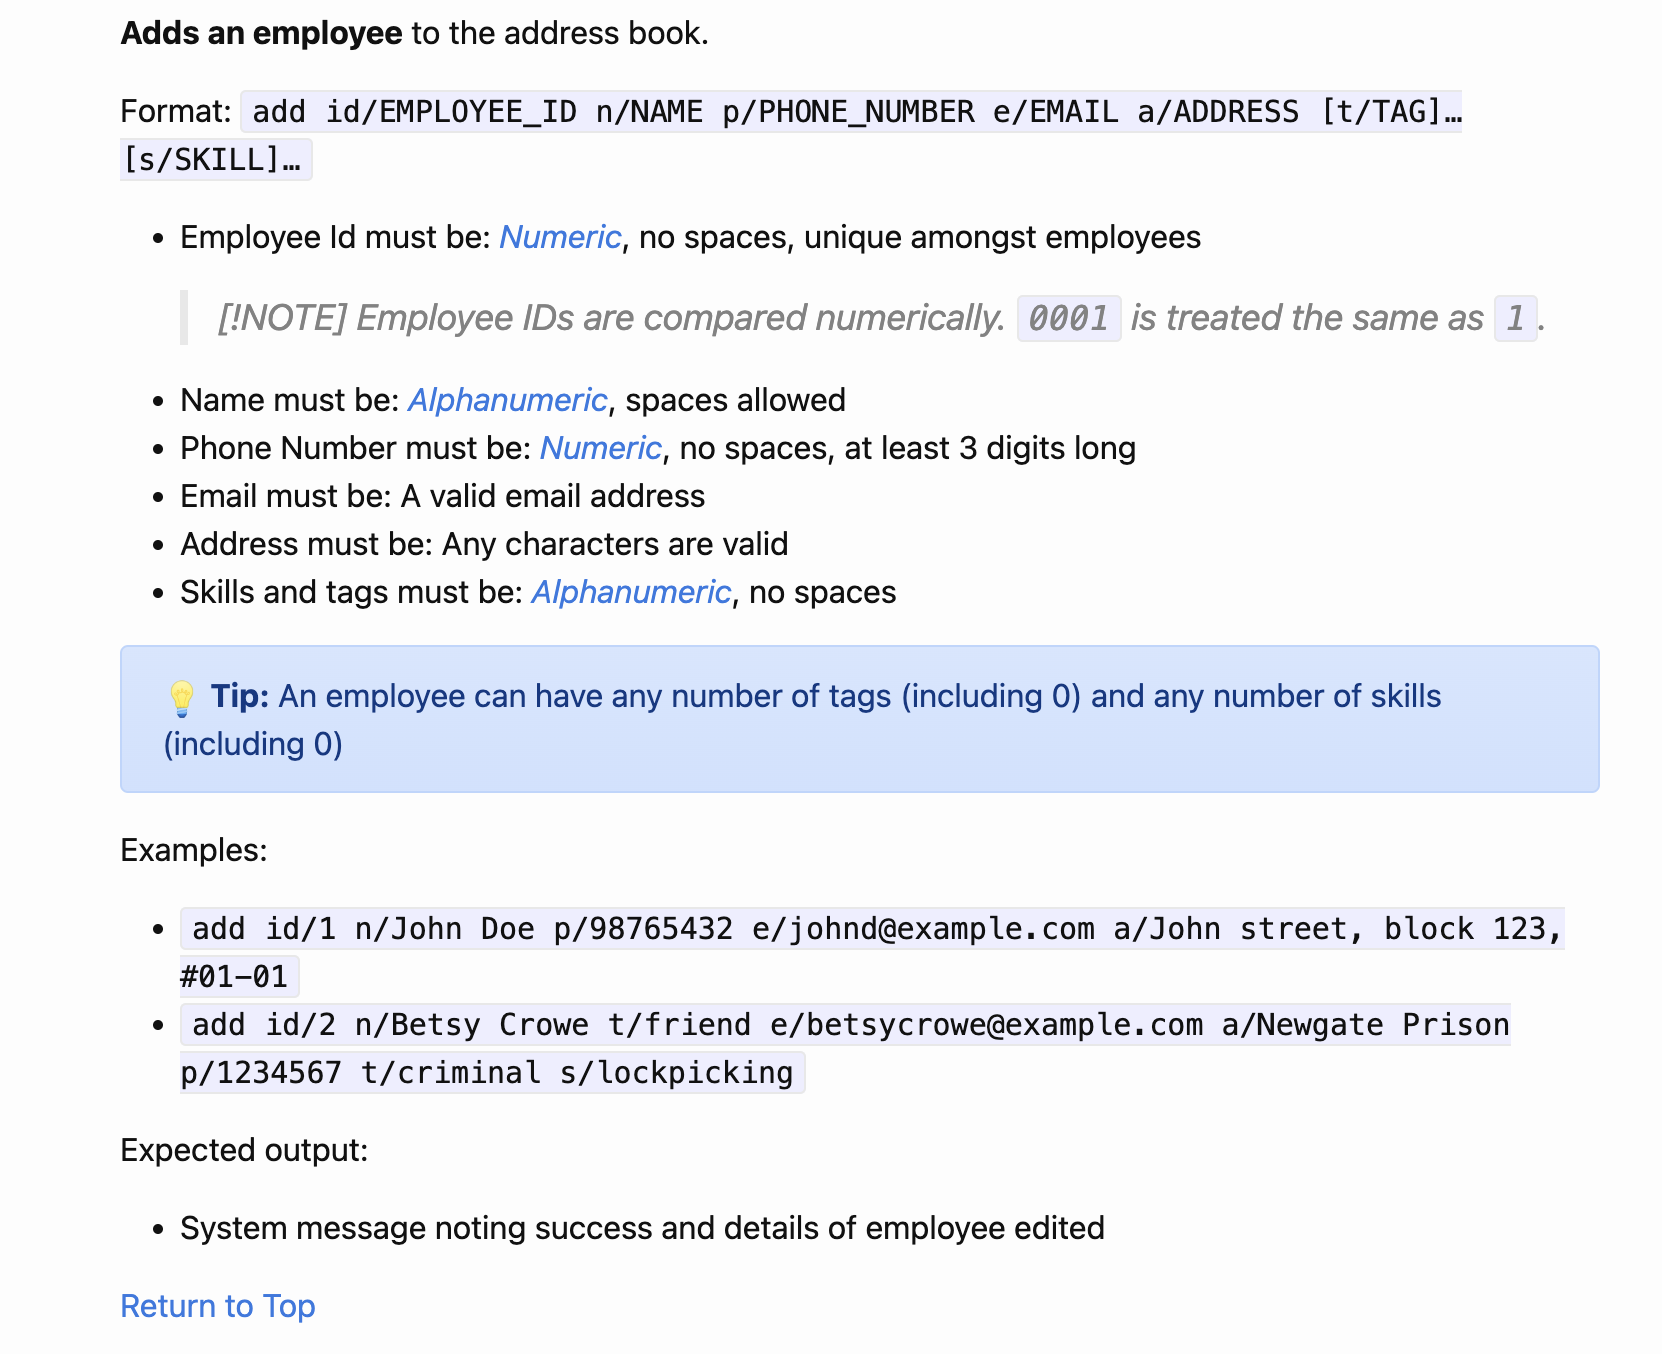 Adds an employee to the address book.
Format: add id/EMPLOYEE_ID n/NAME p/PHONE_NUMBER e/EMAIL a/ADDRESS [t/TAG]…
[s/SKILL]…
• Employee Id must be: Numeric, no spaces, unique amongst employees
[!NOTE] Employee IDs are compared numerically. 0001 is treated the same as 1.
• Name must be: Alphanumeric, spaces allowed
• Phone Number must be: Numeric, no spaces, at least 3 digits long
• Email must be: A valid email address
• Address must be: Any characters are valid
• Skills and tags must be: Alphanumeric, no spaces
💡 Tip: An employee can have any number of tags (including 0) and any number of skills
(including 0)
Examples:
• add id/1 n/John Doe p/98765432 e/johnd@example.com a/John street, block 123,
#01-01
• add id/2 n/Betsy Crowe t/friend e/betsycrowe@example.com a/Newgate Prison
p/1234567 t/criminal s/lockpicking
Expected output:
• System message noting success and details of employee edited
Return to Top